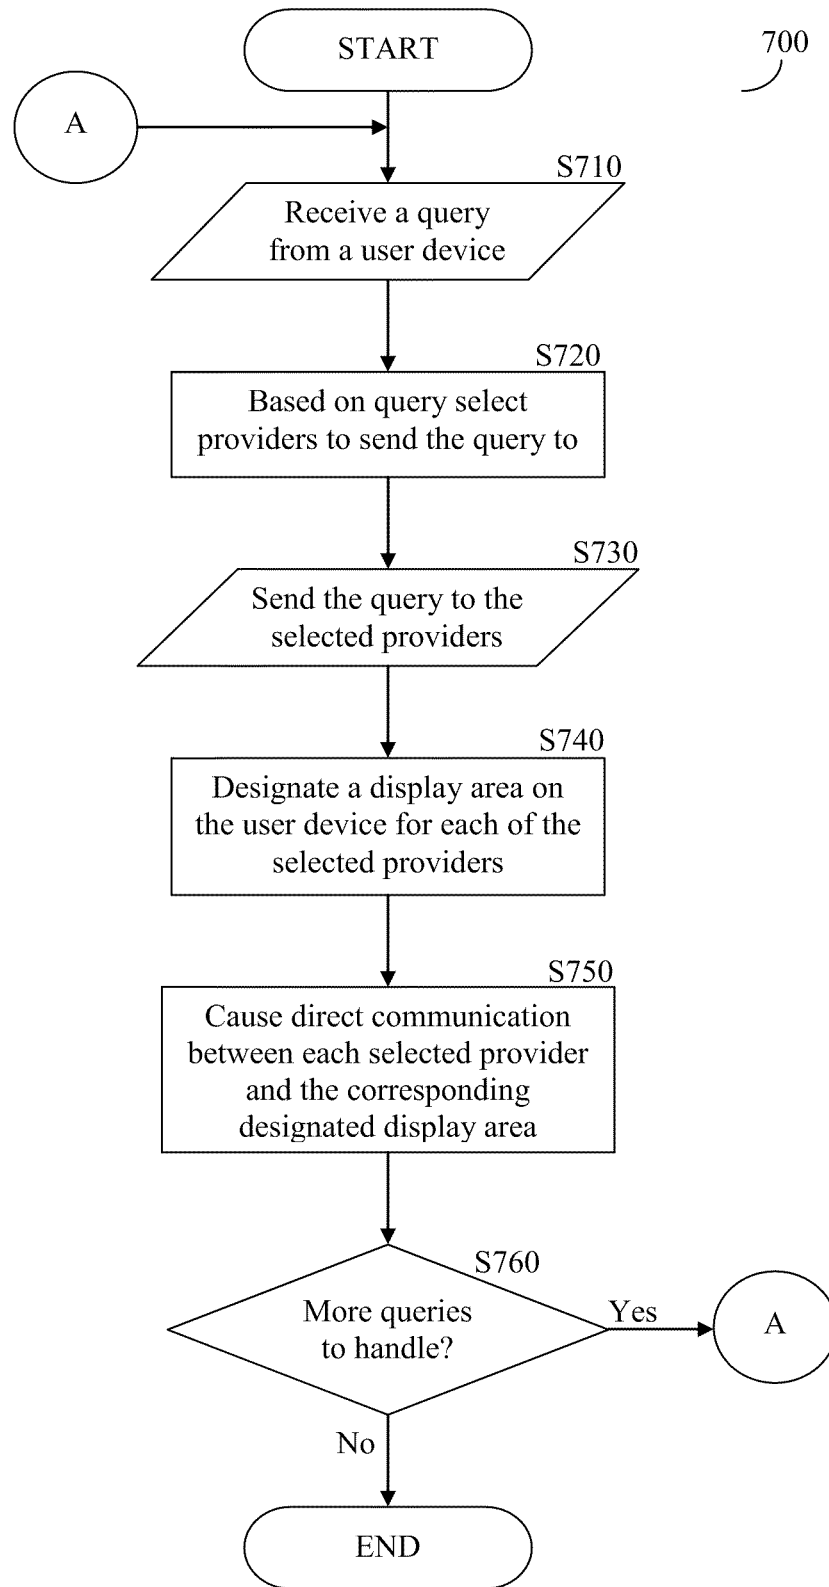 START
700
A
S710
Receive a query
from a user device
S720
Based on query select
providers to send the query to
S730
Send the query to the
selected providers
S740
Designate a display area on
the user device for each of the
selected providers
S750
Cause direct communication
between each selected provider
and the corresponding
designated display area
S760
More queries
to handle?
Yes
A
No
END